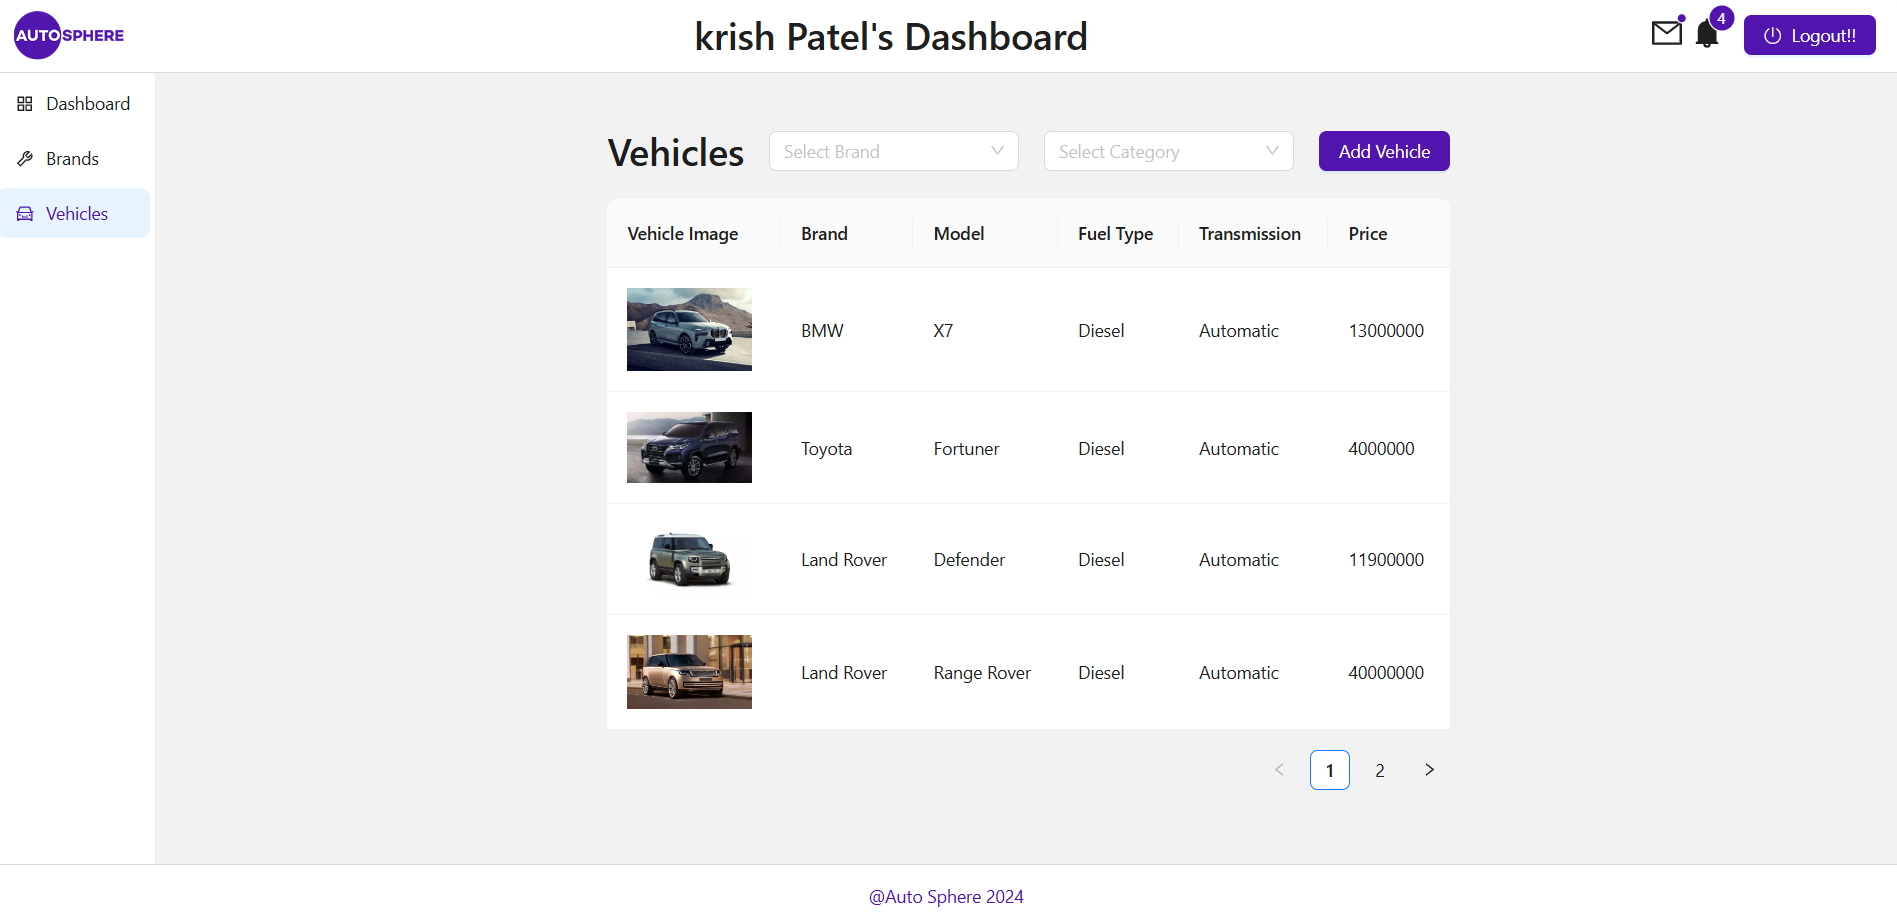 AUTOSPHERE
krish Patel's Dashboard
4
Logout!!
Dashboard
Brands
Vehicles
Vehicles
Select Brand
Select Category
Add Vehicle
Vehicle Image Brand Model Fuel Type Transmission Price
BMW X7 Diesel Automatic 13000000
Toyota Fortuner Diesel Automatic 4000000
Land Rover Defender Diesel Automatic 11900000
Land Rover Range Rover Diesel Automatic 40000000
1 2
@Auto Sphere 2024